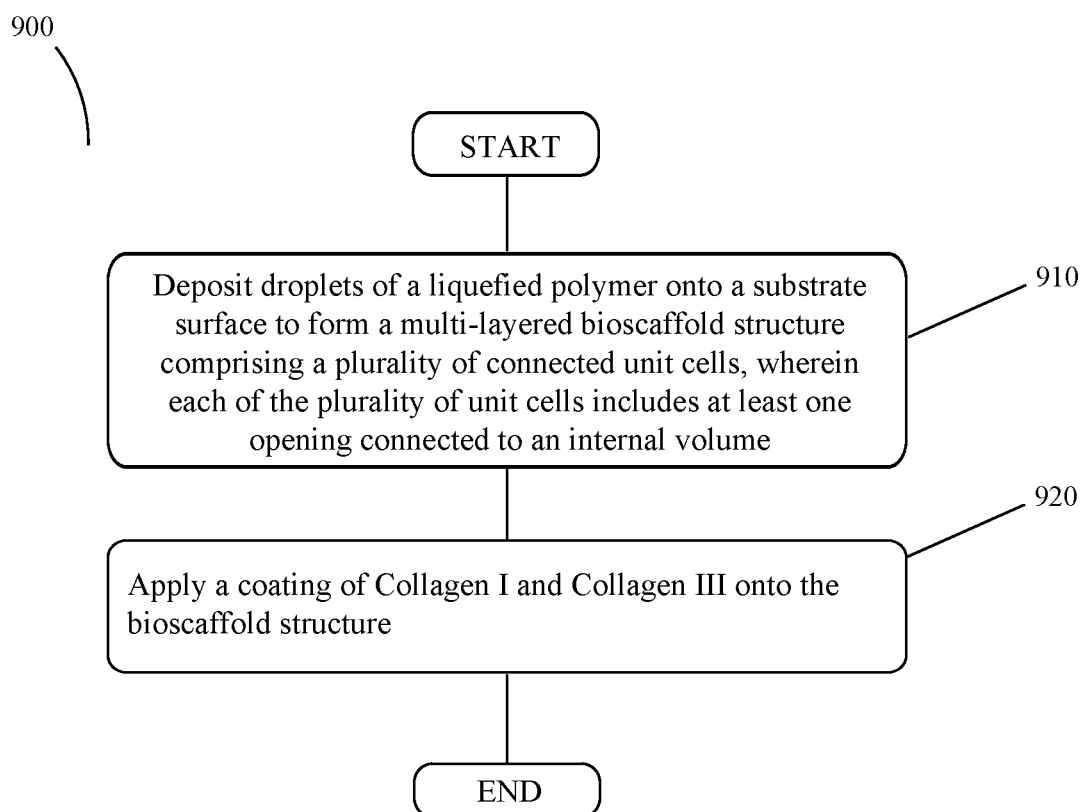 900
START
Deposit droplets of a liquefied polymer onto a substrate
surface to form a multi-layered bioscaffold structure
comprising a plurality of connected unit cells, wherein
each of the plurality of unit cells includes at least one
opening connected to an internal volume
910
920
Apply a coating of Collagen I and Collagen III onto the
bioscaffold structure
END